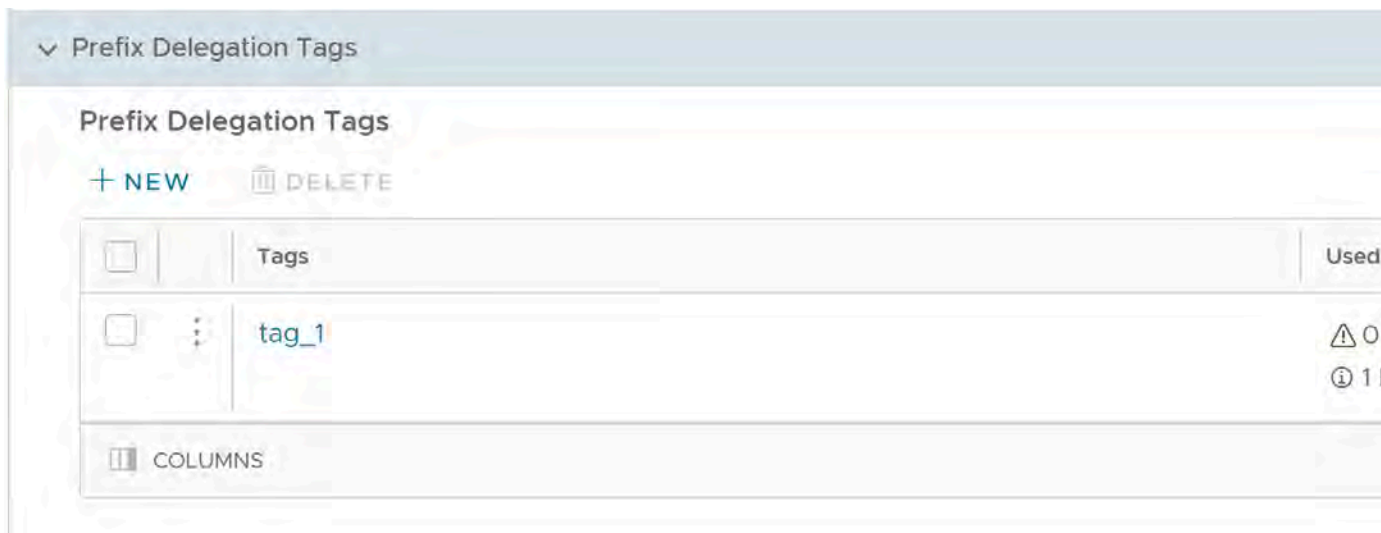 Prefix Delegation Tags
Prefix Delegation Tags
+ NEW DELETE
Tags Used
tag_1 0
1
COLUMNS